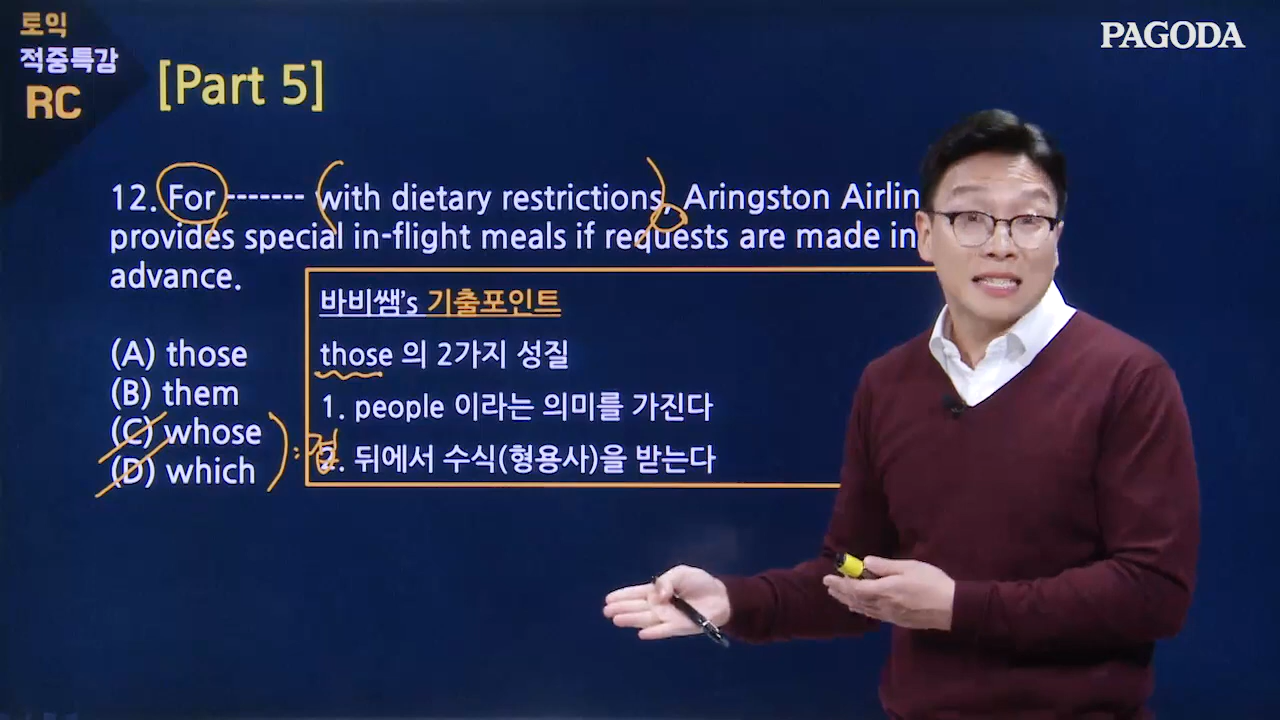 토익
적중특강
RC
PAGODA
[Part 5]
12. For ------- with dietary restrictions, Aringston Airlin
provides special in-flight meals if requests are made in
advance.
(A) those
(B) them
(C) whose
(D) which
바비쌤's 기출포인트
those 의 2가지 성질
1. people 이라는 의미를 가진다
2. 뒤에서 수식(형용사)을 받는다